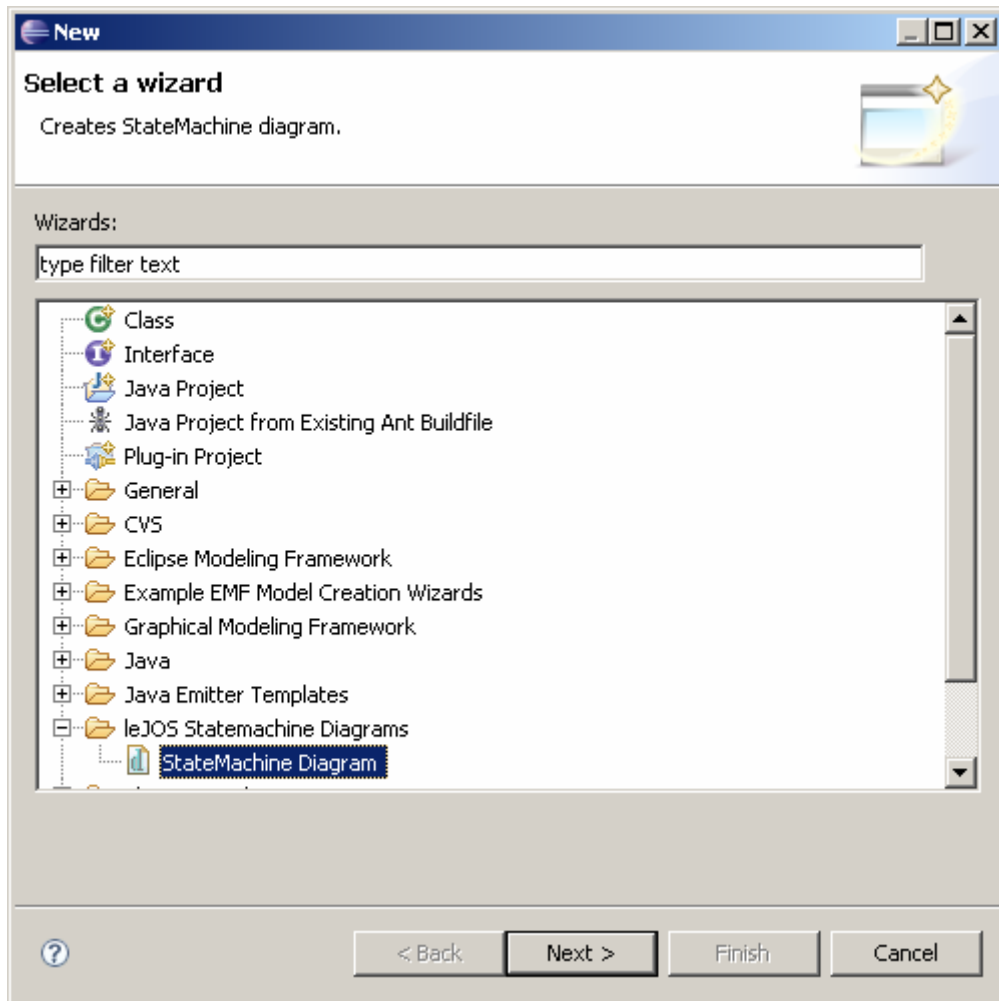 New
Select a wizard
Creates StateMachine diagram.
Wizards:
type filter text
Class
Interface
Java Project
Java Project from Existing Ant Buildfile
Plug-in Project
General
CVS
Eclipse Modeling Framework
Example EMF Model Creation Wizards
Graphical Modeling Framework
Java
Java Emitter Templates
leJOS Statemachine Diagrams
StateMachine Diagram
< Back Next > Finish Cancel